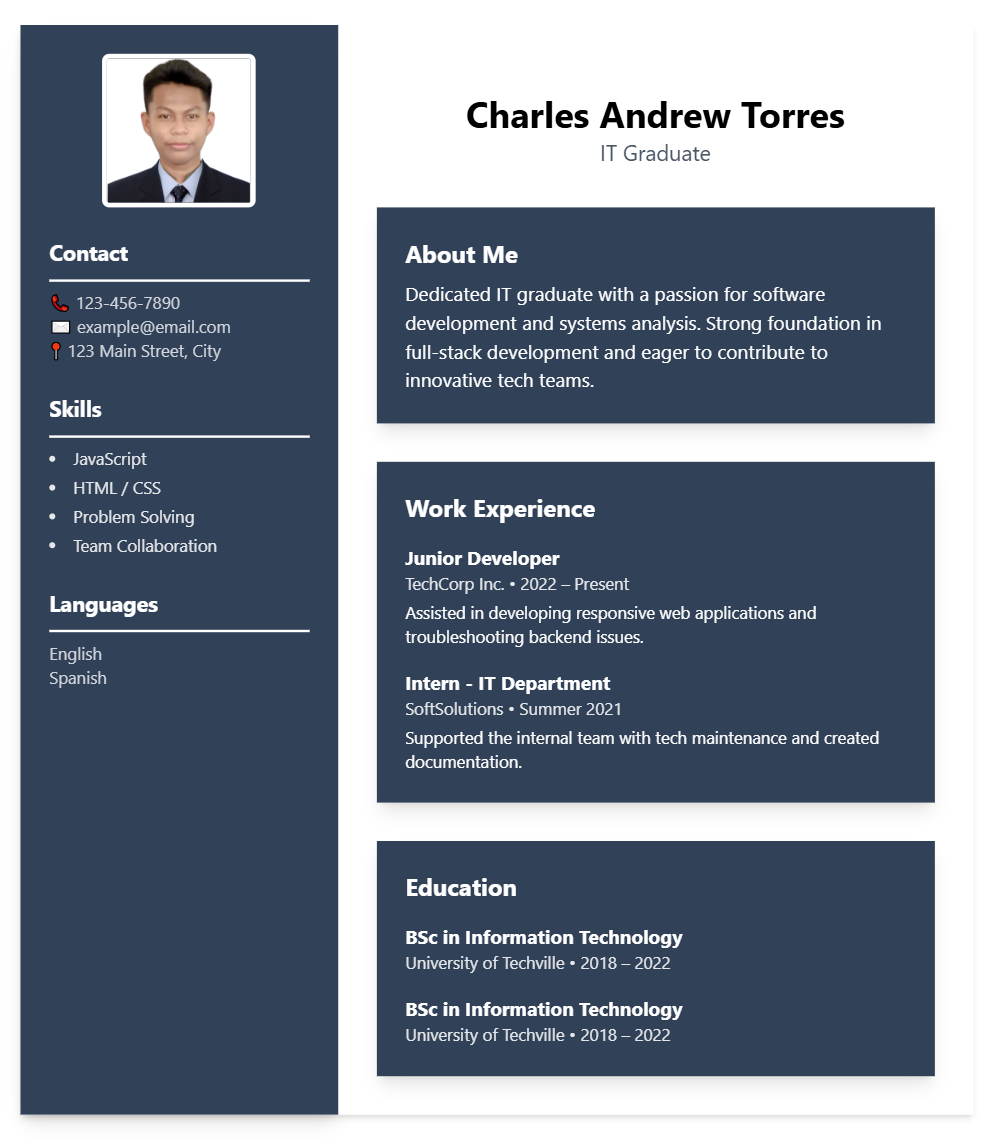 Charles Andrew Torres
IT Graduate
Contact
📞 123-456-7890
✉️ example@email.com
📍 123 Main Street, City
Skills
• JavaScript
• HTML / CSS
• Problem Solving
• Team Collaboration
Languages
English
Spanish
About Me
Dedicated IT graduate with a passion for software
development and systems analysis. Strong foundation in
full-stack development and eager to contribute to
innovative tech teams.
Work Experience
Junior Developer
TechCorp Inc. • 2022 – Present
Assisted in developing responsive web applications and
troubleshooting backend issues.
Intern - IT Department
SoftSolutions • Summer 2021
Supported the internal team with tech maintenance and created
documentation.
Education
BSc in Information Technology
University of Techville • 2018 – 2022
BSc in Information Technology
University of Techville • 2018 – 2022